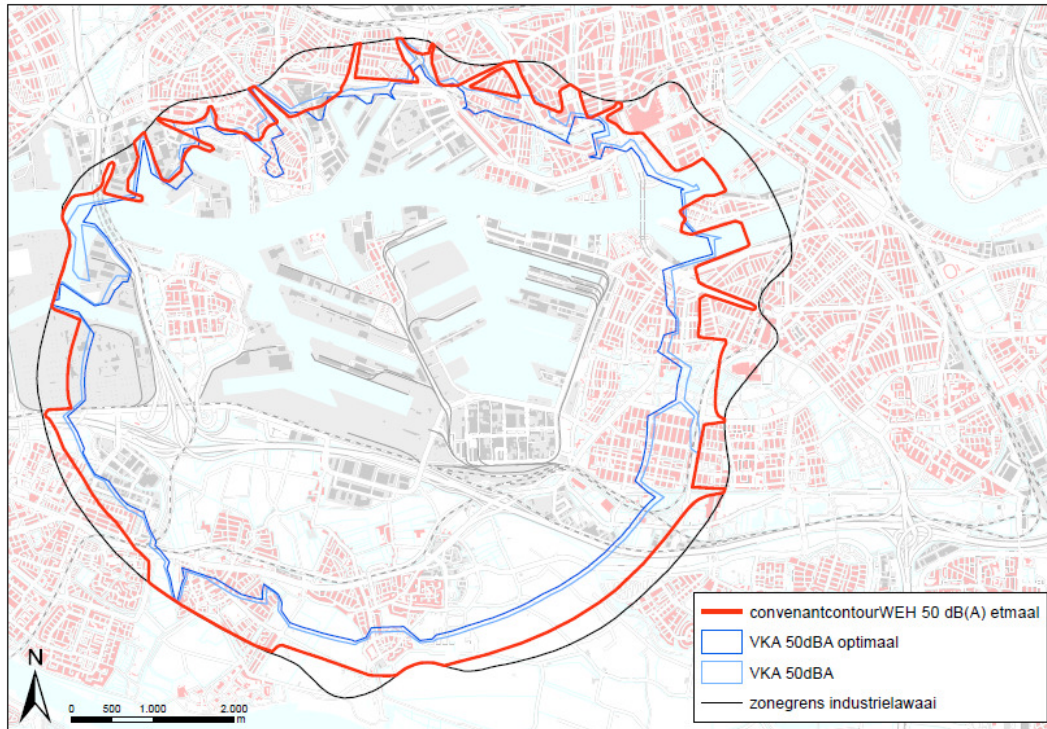 convenantcontourWEH 50 dB(A) etmaal
VKA 50dBA optimaal
VKA 50dBA
zonegrens industrielawaai
N
0 500 1.000 2.000
m